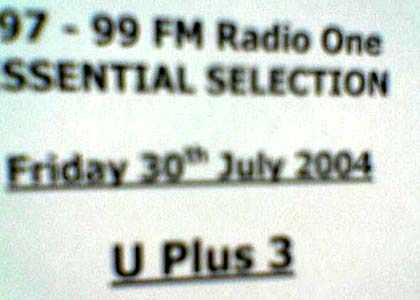 97 - 99 FM Radio One
SSENTIAL SELECTION
Friday 30th July 2004
U Plus 3